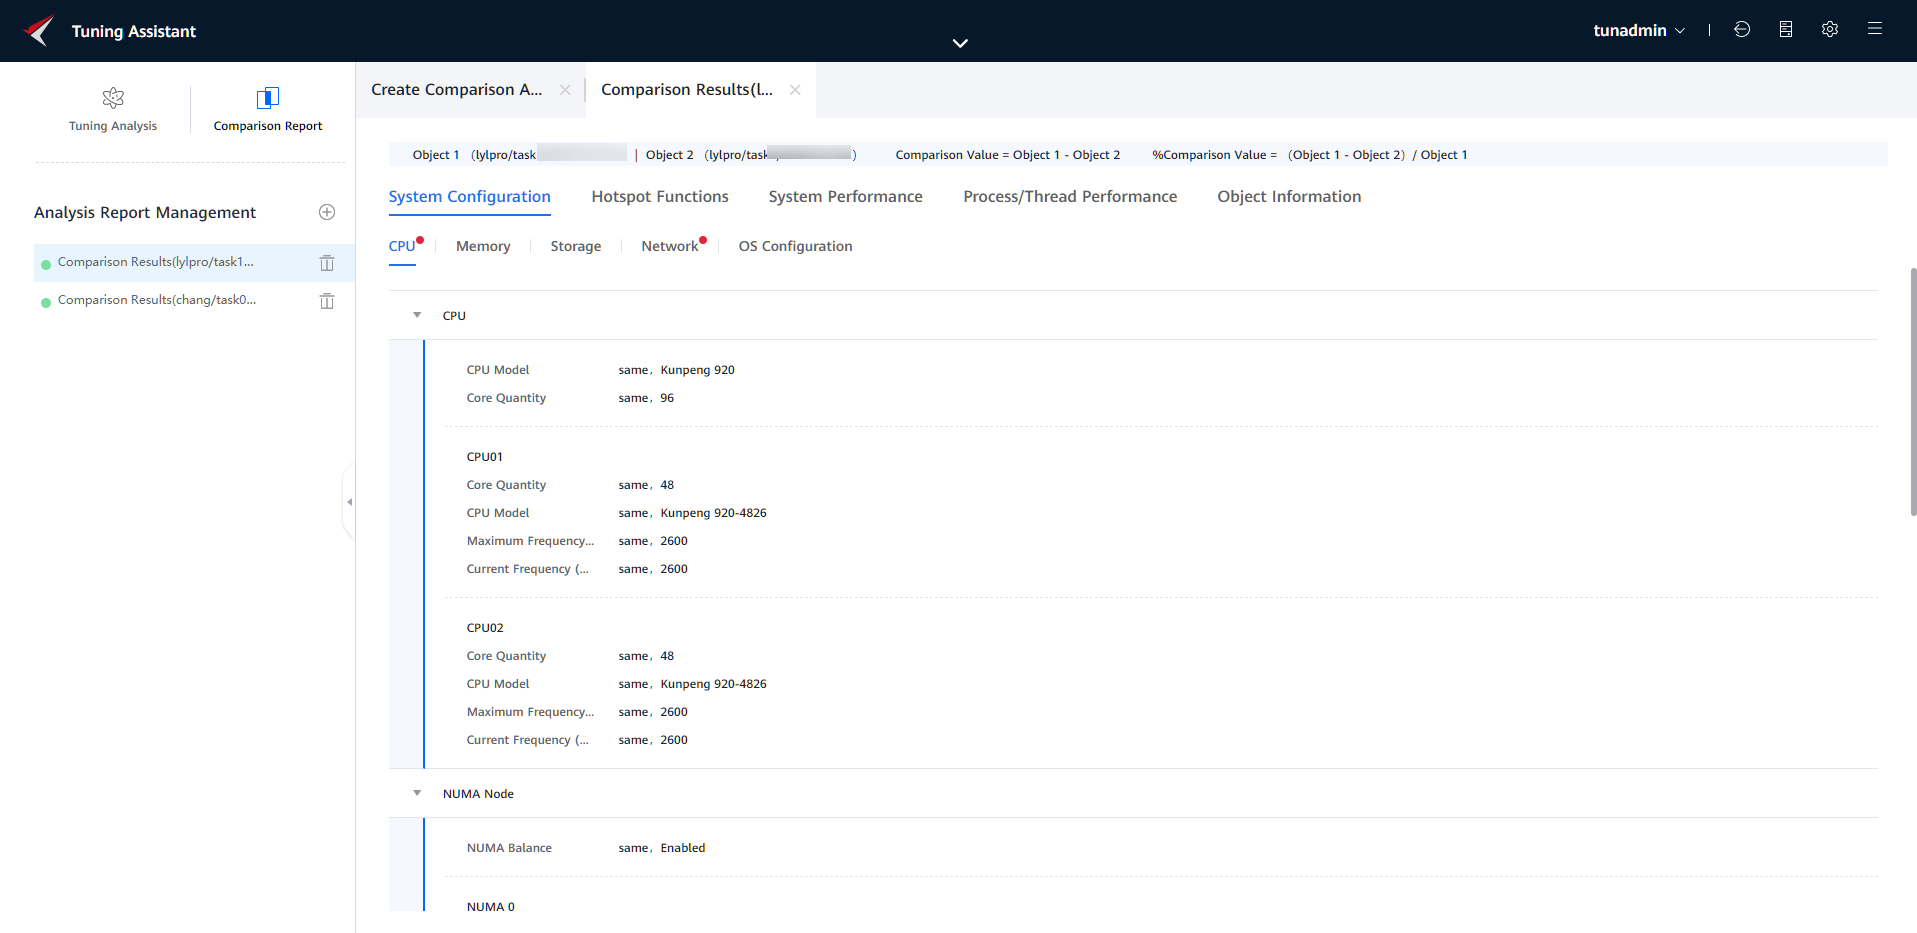 Tuning Assistant
tunadmin
Tuning Analysis
Comparison Report
Analysis Report Management
Comparison Results(lylpro/task1...
Comparison Results(chang/task0...
Create Comparison A...
Comparison Results(l...
Object 1 (lylpro/task | Object 2 (lylpro/task ) Comparison Value = Object 1 - Object 2 %Comparison Value = (Object 1 - Object 2) / Object 1
System Configuration Hotspot Functions System Performance Process/Thread Performance Object Information
CPU Memory Storage Network OS Configuration
CPU
CPU Model same, Kunpeng 920
Core Quantity same, 96
CPU01
Core Quantity same, 48
CPU Model same, Kunpeng 920-4826
Maximum Frequency... same, 2600
Current Frequency (... same, 2600
CPU02
Core Quantity same, 48
CPU Model same, Kunpeng 920-4826
Maximum Frequency... same, 2600
Current Frequency (... same, 2600
NUMA Node
NUMA Balance same, Enabled
NUMA 0